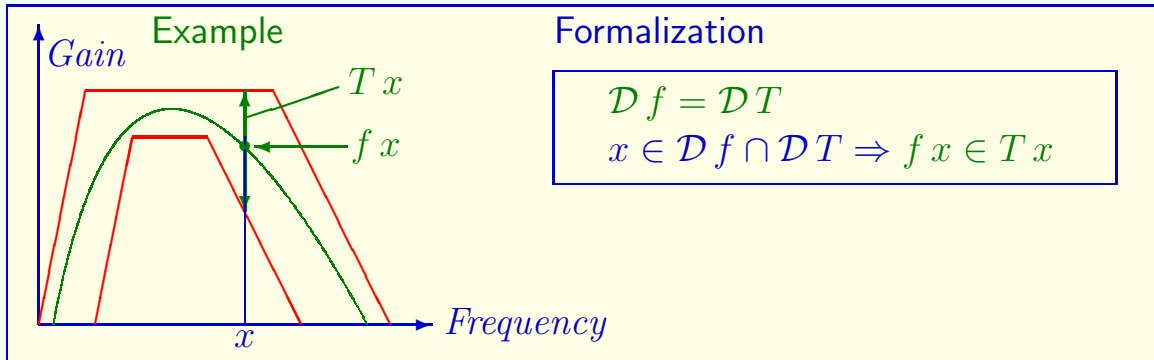 Example
Gain
T x
f x
x
Frequency
Formalization
𝒟 f = 𝒟 T
x ∈ 𝒟 f ∩ 𝒟 T ⇒ f x ∈ T x